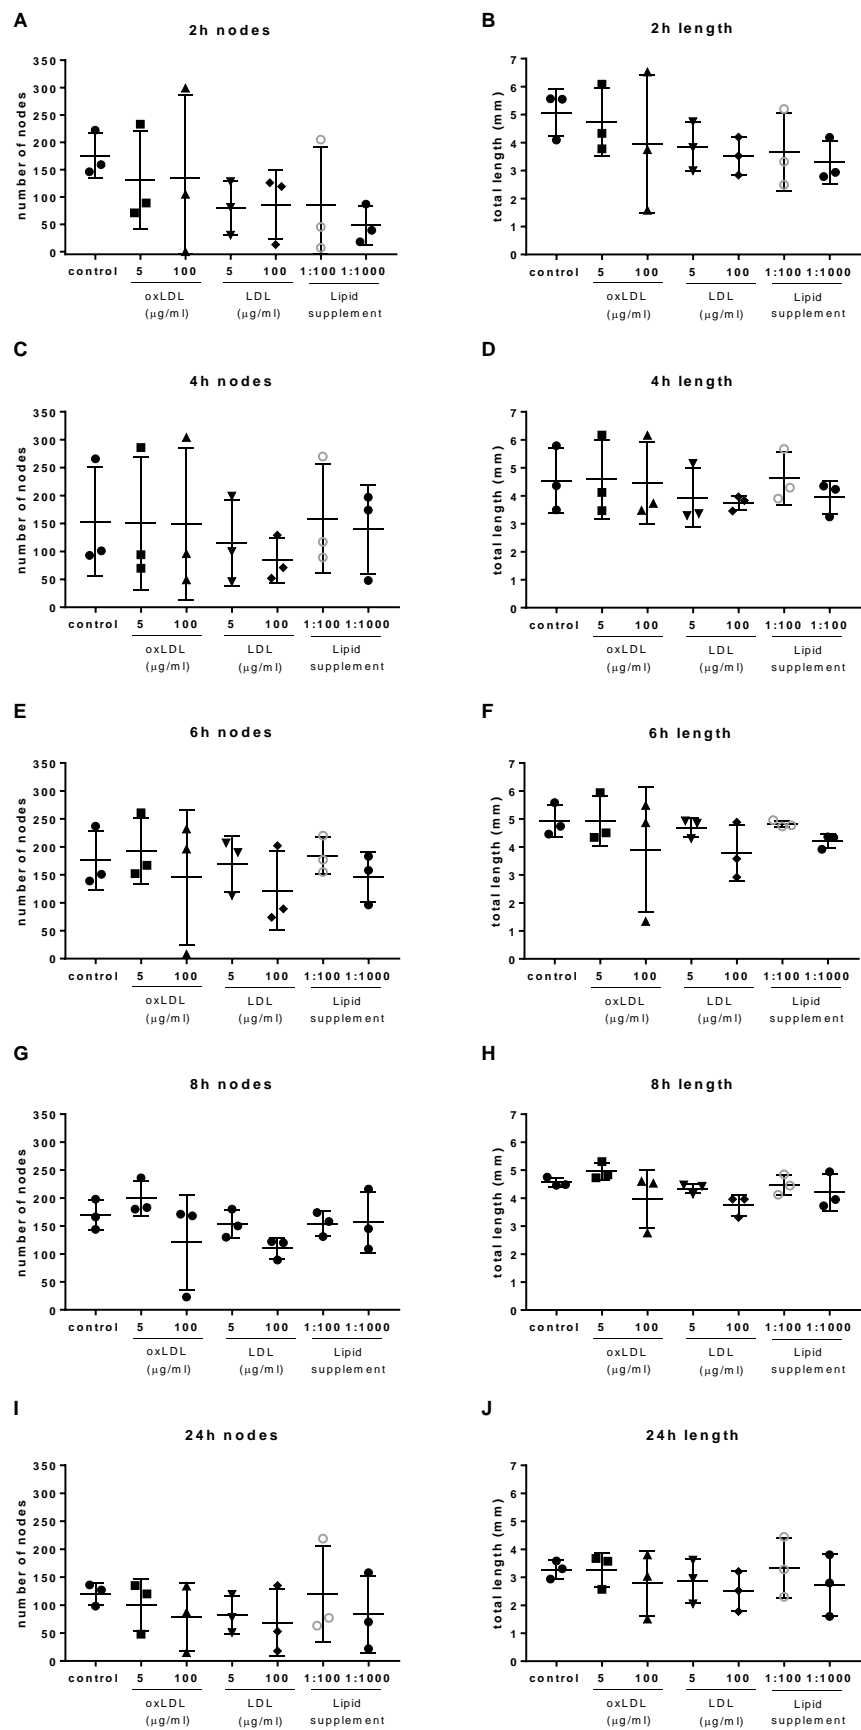 A
2h nodes
number of nodes
350
300
250
200
150
100
50
0
control 5 100 5 100 1:100 1:1000
oxLDL LDL Lipid
(μg/ml) (μg/ml) supplement
B
2h length
total length (mm)
7
6
5
4
3
2
1
0
control 5 100 5 100 1:100 1:1000
oxLDL LDL Lipid
(μg/ml) (μg/ml) supplement
C
4h nodes
number of nodes
350
300
250
200
150
100
50
0
control 5 100 5 100 1:100 1:1000
oxLDL LDL Lipid
(μg/ml) (μg/ml) supplement
D
4h length
total length (mm)
7
6
5
4
3
2
1
0
control 5 100 5 100 1:100 1:100
oxLDL LDL Lipid
(μg/ml) (μg/ml) supplement
E
6h nodes
number of nodes
350
300
250
200
150
100
50
0
control 5 100 5 100 1:100 1:1000
oxLDL LDL Lipid
(μg/ml) (μg/ml) supplement
F
6h length
total length (mm)
7
6
5
4
3
2
1
0
control 5 100 5 100 1:100 1:1000
oxLDL LDL Lipid
(μg/ml) (μg/ml) supplement
G
8h nodes
number of nodes
350
300
250
200
150
100
50
0
control 5 100 5 100 1:100 1:1000
oxLDL LDL Lipid
(μg/ml) (μg/ml) supplement
H
8h length
total length (mm)
7
6
5
4
3
2
1
0
control 5 100 5 100 1:100 1:1000
oxLDL LDL Lipid
(μg/ml) (μg/ml) supplement
I
24h nodes
number of nodes
350
300
250
200
150
100
50
0
control 5 100 5 100 1:100 1:1000
oxLDL LDL Lipid
(μg/ml) (μg/ml) supplement
J
24h length
total length (mm)
7
6
5
4
3
2
1
0
control 5 100 5 100 1:100 1:1000
oxLDL LDL Lipid
(μg/ml) (μg/ml) supplement